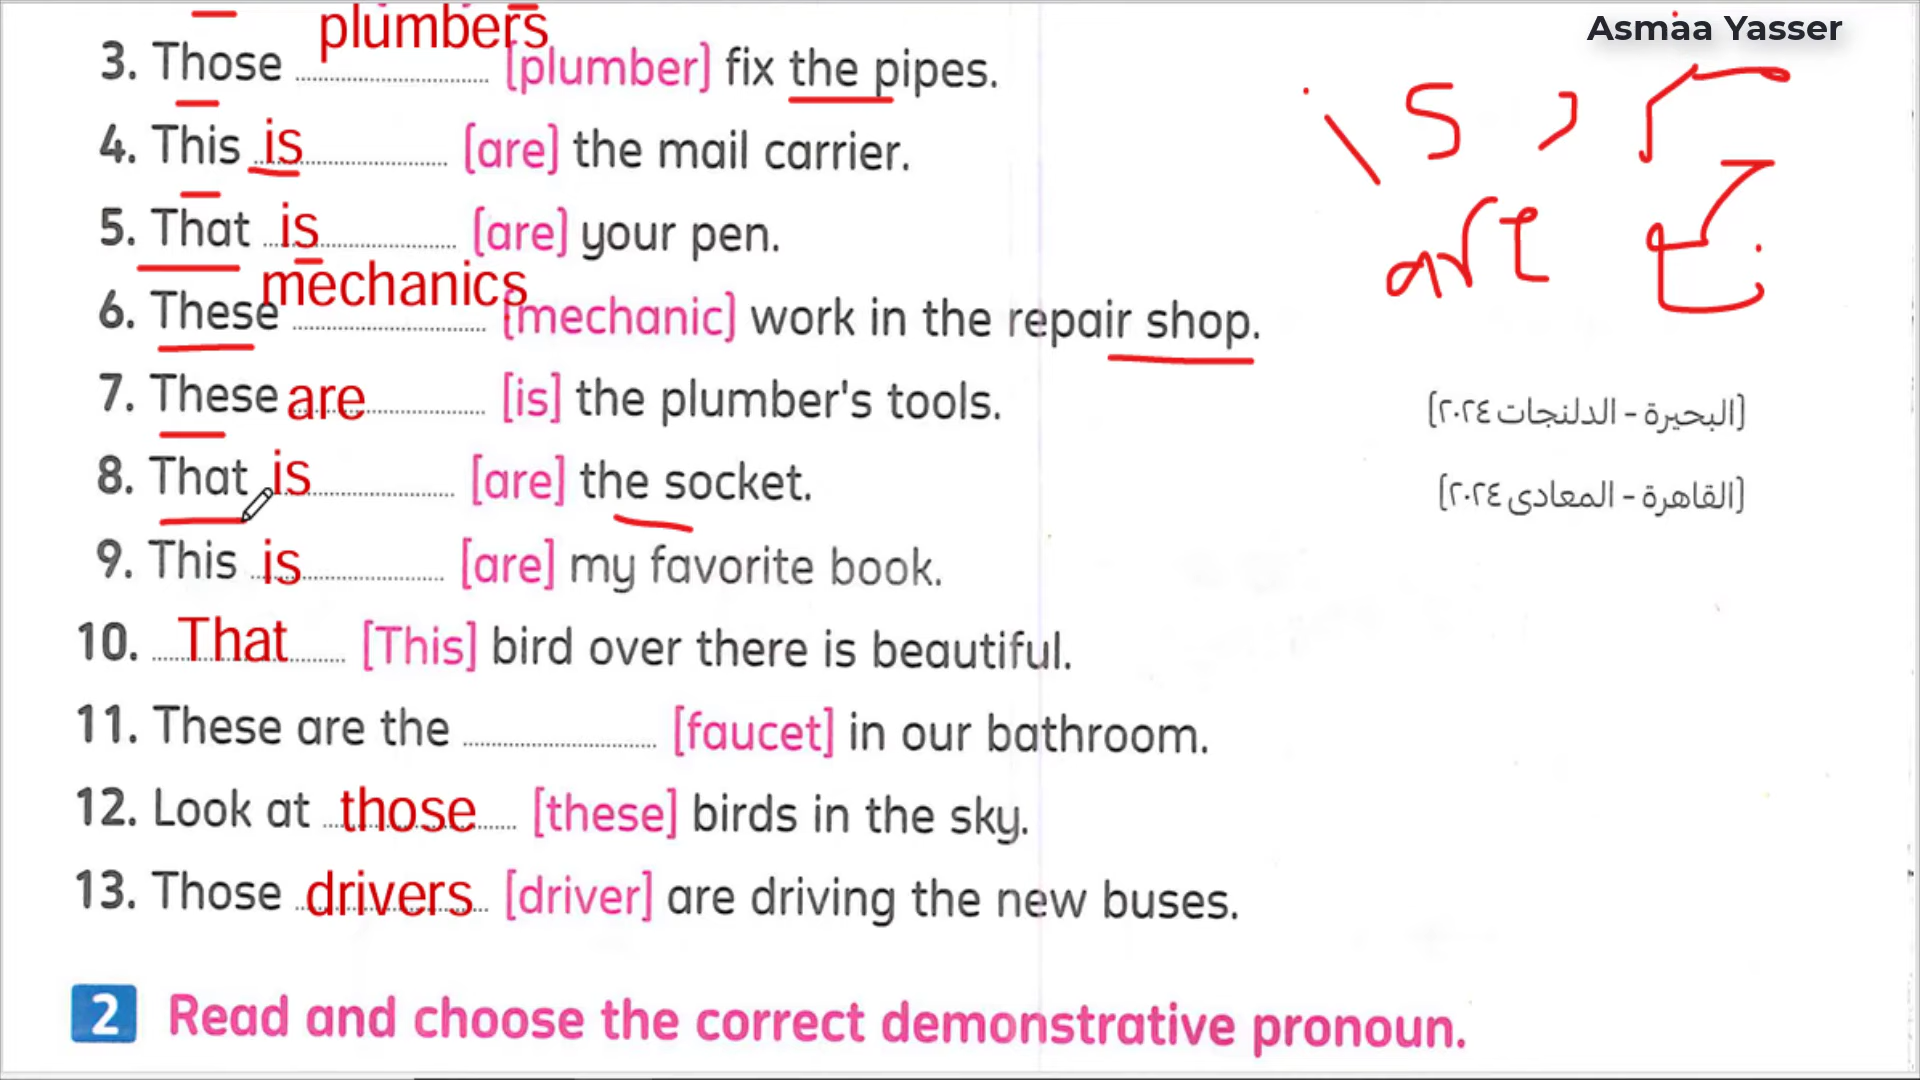 Asmaa Yasser
plumbers
3. Those ........ [plumber] fix the pipes.
is , مفرد
are جمع
4. This is ........ [are] the mail carrier.
5. That is ........ [are] your pen.
mechanics
6. These ........ [mechanic] work in the repair shop.
7. These are ........ [is] the plumber's tools. [البحيرة - الدلنجات ٢٠٢٤]
8. That is ........ [are] the socket. [القاهرة - المعادى ٢٠٢٤]
9. This is ........ [are] my favorite book.
10. That [This] bird over there is beautiful.
11. These are the ........ [faucet] in our bathroom.
12. Look at those [these] birds in the sky.
13. Those drivers [driver] are driving the new buses.
2 Read and choose the correct demonstrative pronoun.